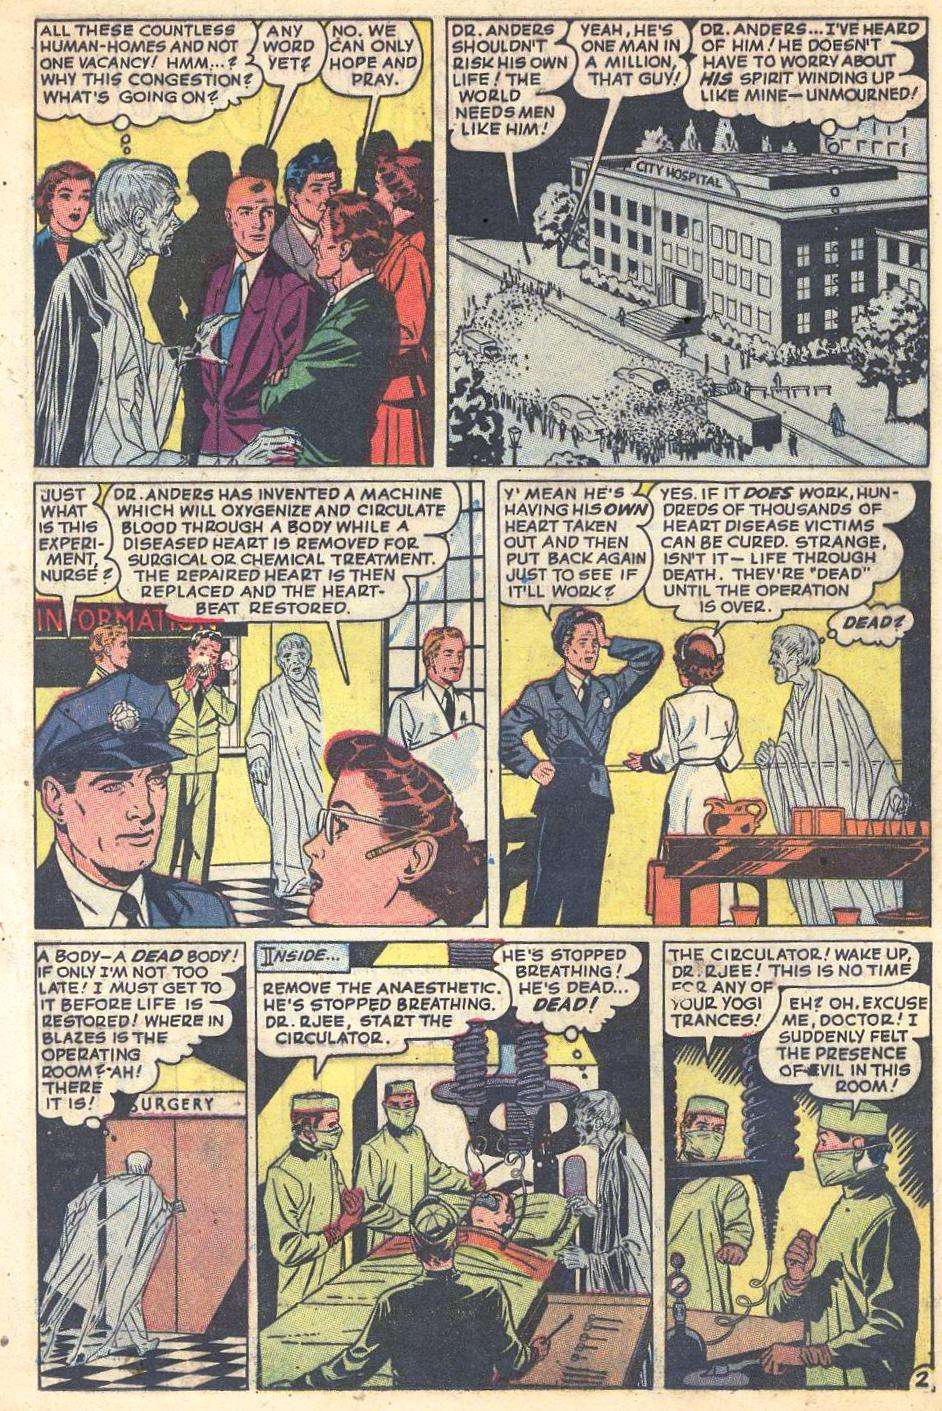 ALL THESE COUNTLESS
HUMAN-HOMES AND NOT
ONE VACANCY! HMM...?
WHY THIS CONGESTION?
WHAT'S GOING ON?
ANY
WORD
YET?
NO. WE
CAN ONLY
HOPE AND
PRAY.
DR. ANDERS
SHOULDN'T
RISK HIS OWN
LIFE! THE
WORLD
NEEDS MEN
LIKE HIM!
YEAH, HE'S
ONE MAN IN
A MILLION,
THAT GUY!
DR. ANDERS...I'VE HEARD
OF HIM! HE DOESN'T
HAVE TO WORRY ABOUT
HIS SPIRIT WINDING UP
LIKE MINE—UNMOURNED!
CITY HOSPITAL
JUST
WHAT
IS THIS
EXPERI-
MENT,
NURSE?
DR. ANDERS HAS INVENTED A MACHINE
WHICH WILL OXYGENIZE AND CIRCULATE
BLOOD THROUGH A BODY WHILE A
DISEASED HEART IS REMOVED FOR
SURGICAL OR CHEMICAL TREATMENT.
THE REPAIRED HEART IS THEN
REPLACED AND THE HEART-
BEAT RESTORED.
INFORMATION
Y' MEAN HE'S
HAVING HIS OWN
HEART TAKEN
OUT AND THEN
PUT BACK AGAIN
JUST TO SEE IF
IT'LL WORK?
YES. IF IT DOES WORK, HUN-
DREDS OF THOUSANDS OF
HEART DISEASE VICTIMS
CAN BE CURED. STRANGE,
ISN'T IT—LIFE THROUGH
DEATH. THEY'RE "DEAD"
UNTIL THE OPERATION
IS OVER.
DEAD?
A BODY—A DEAD BODY!
IF ONLY I'M NOT TOO
LATE! I MUST GET TO
IT BEFORE LIFE IS
RESTORED! WHERE IN
BLAZES IS THE
OPERATING
ROOM?-AH!
THERE
IT IS!
SURGERY
INSIDE...
REMOVE THE ANAESTHETIC.
HE'S STOPPED BREATHING.
DR. RJEE, START THE
CIRCULATOR.
HE'S STOPPED
BREATHING!
HE'S DEAD...
DEAD!
THE CIRCULATOR! WAKE UP,
DR. RJEE! THIS IS NO TIME
FOR ANY OF
YOUR YOGI
TRANCES!
EH? OH. EXCUSE
ME, DOCTOR! I
SUDDENLY FELT
THE PRESENCE
OF EVIL IN THIS
ROOM!
2